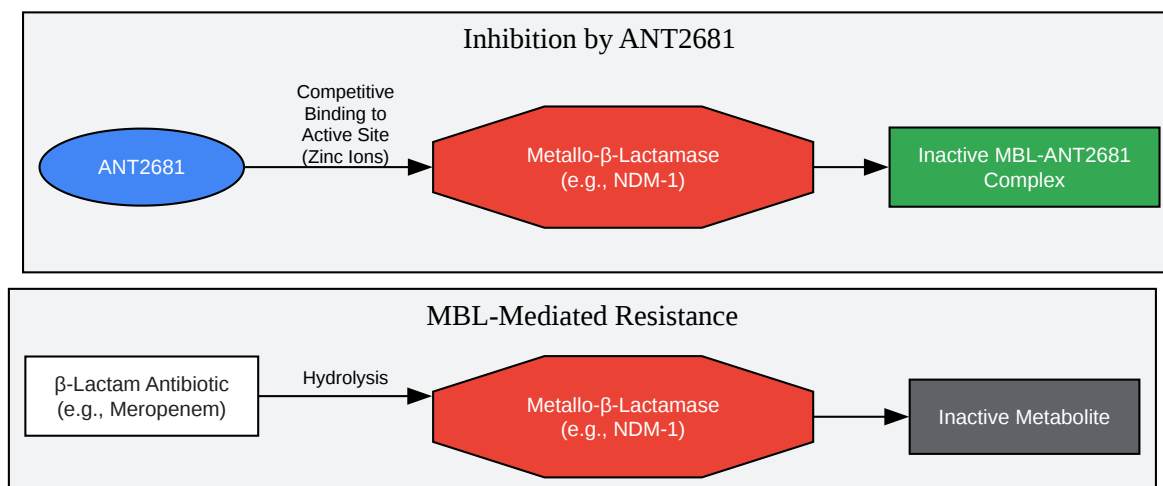 Inhibition by ANT2681
Competitive
Binding to
Active Site
(Zinc Ions)
ANT2681
Metallo-β-Lactamase
(e.g., NDM-1)
Inactive MBL-ANT2681
Complex
MBL-Mediated Resistance
β-Lactam Antibiotic
(e.g., Meropenem)
Hydrolysis
Metallo-β-Lactamase
(e.g., NDM-1)
Inactive Metabolite